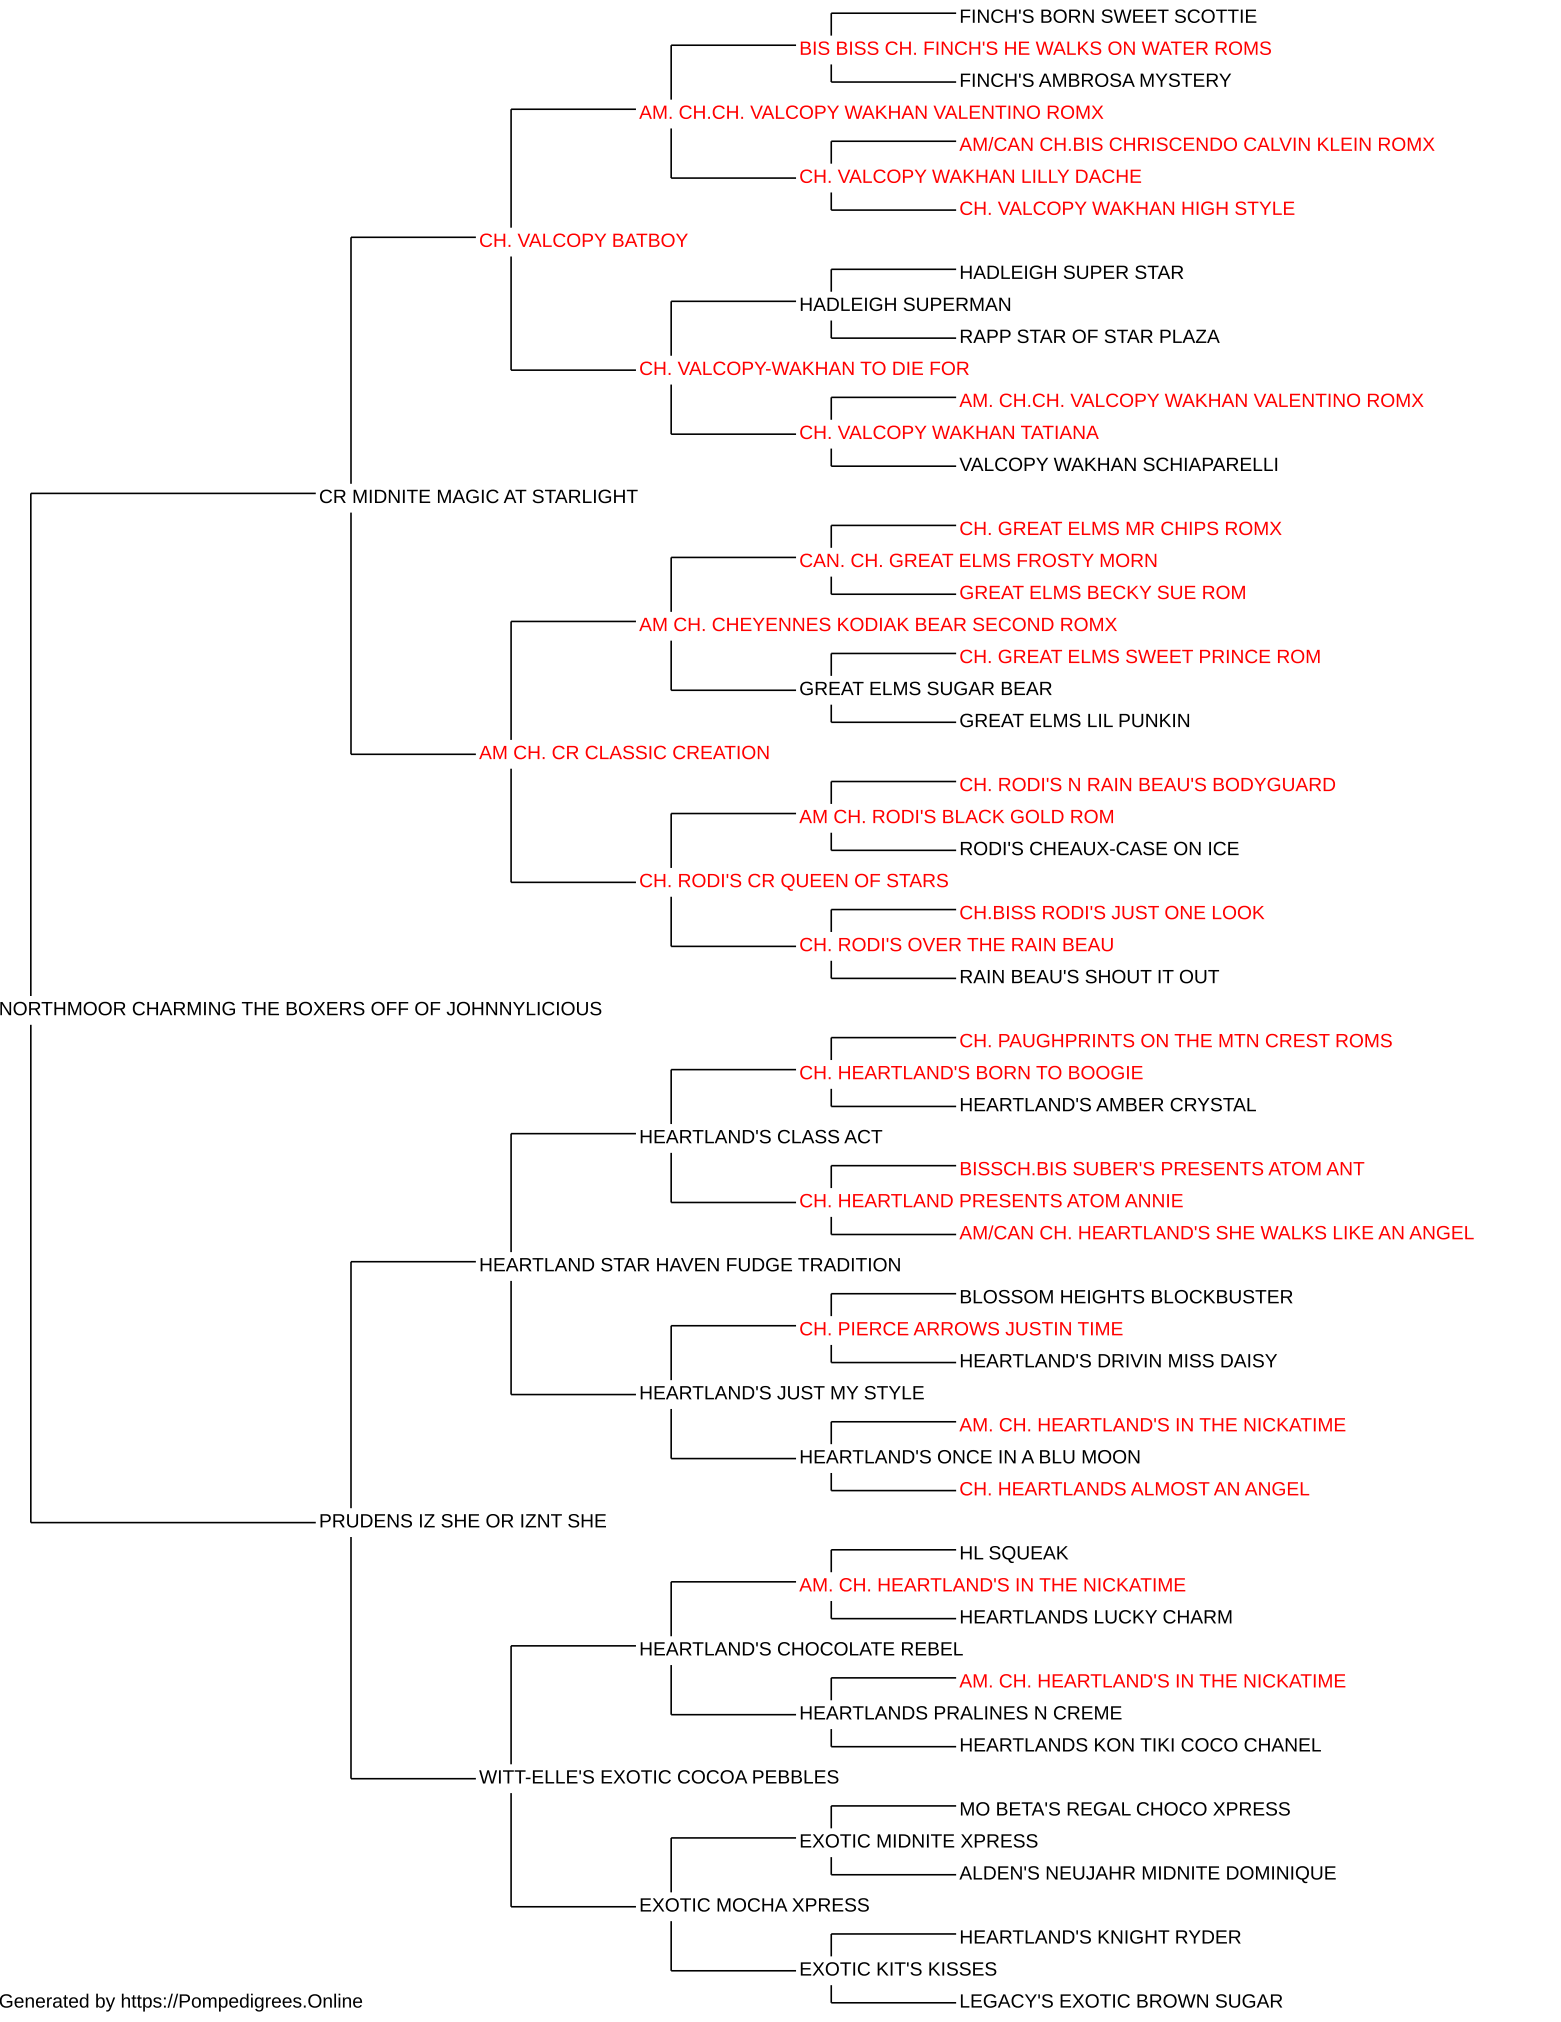 FINCH'S BORN SWEET SCOTTIE
BIS BISS CH. FINCH'S HE WALKS ON WATER ROMS
FINCH'S AMBROSA MYSTERY
AM. CH.CH. VALCOPY WAKHAN VALENTINO ROMX
AM/CAN CH.BIS CHRISCENDO CALVIN KLEIN ROMX
CH. VALCOPY WAKHAN LILLY DACHE
CH. VALCOPY WAKHAN HIGH STYLE
CH. VALCOPY BATBOY
HADLEIGH SUPER STAR
HADLEIGH SUPERMAN
RAPP STAR OF STAR PLAZA
CH. VALCOPY-WAKHAN TO DIE FOR
AM. CH.CH. VALCOPY WAKHAN VALENTINO ROMX
CH. VALCOPY WAKHAN TATIANA
VALCOPY WAKHAN SCHIAPARELLI
CR MIDNITE MAGIC AT STARLIGHT
CH. GREAT ELMS MR CHIPS ROMX
CAN. CH. GREAT ELMS FROSTY MORN
GREAT ELMS BECKY SUE ROM
AM CH. CHEYENNES KODIAK BEAR SECOND ROMX
CH. GREAT ELMS SWEET PRINCE ROM
GREAT ELMS SUGAR BEAR
GREAT ELMS LIL PUNKIN
AM CH. CR CLASSIC CREATION
CH. RODI'S N RAIN BEAU'S BODYGUARD
AM CH. RODI'S BLACK GOLD ROM
RODI'S CHEAUX-CASE ON ICE
CH. RODI'S CR QUEEN OF STARS
CH.BISS RODI'S JUST ONE LOOK
CH. RODI'S OVER THE RAIN BEAU
RAIN BEAU'S SHOUT IT OUT
NORTHMOOR CHARMING THE BOXERS OFF OF JOHNNYLICIOUS
CH. PAUGHPRINTS ON THE MTN CREST ROMS
CH. HEARTLAND'S BORN TO BOOGIE
HEARTLAND'S AMBER CRYSTAL
HEARTLAND'S CLASS ACT
BISSCH.BIS SUBER'S PRESENTS ATOM ANT
CH. HEARTLAND PRESENTS ATOM ANNIE
AM/CAN CH. HEARTLAND'S SHE WALKS LIKE AN ANGEL
HEARTLAND STAR HAVEN FUDGE TRADITION
BLOSSOM HEIGHTS BLOCKBUSTER
CH. PIERCE ARROWS JUSTIN TIME
HEARTLAND'S DRIVIN MISS DAISY
HEARTLAND'S JUST MY STYLE
AM. CH. HEARTLAND'S IN THE NICKATIME
HEARTLAND'S ONCE IN A BLU MOON
CH. HEARTLANDS ALMOST AN ANGEL
PRUDENS IZ SHE OR IZNT SHE
HL SQUEAK
AM. CH. HEARTLAND'S IN THE NICKATIME
HEARTLANDS LUCKY CHARM
HEARTLAND'S CHOCOLATE REBEL
AM. CH. HEARTLAND'S IN THE NICKATIME
HEARTLANDS PRALINES N CREME
HEARTLANDS KON TIKI COCO CHANEL
WITT-ELLE'S EXOTIC COCOA PEBBLES
MO BETA'S REGAL CHOCO XPRESS
EXOTIC MIDNITE XPRESS
ALDEN'S NEUJAHR MIDNITE DOMINIQUE
EXOTIC MOCHA XPRESS
HEARTLAND'S KNIGHT RYDER
EXOTIC KIT'S KISSES
LEGACY'S EXOTIC BROWN SUGAR
Generated by https://Pompedigrees.Online